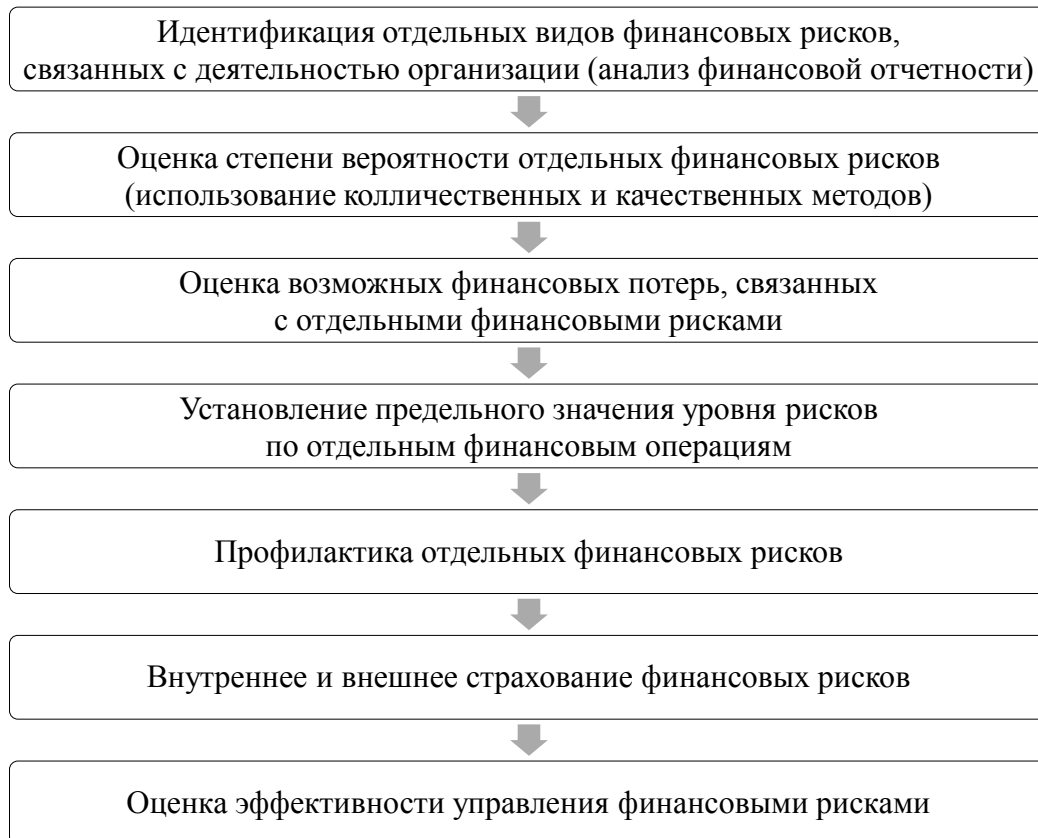 Идентификация отдельных видов финансовых рисков,
связанных с деятельностью организации (анализ финансовой отчетности)
Оценка степени вероятности отдельных финансовых рисков
(использование колличественных и качественных методов)
Оценка возможных финансовых потерь, связанных
с отдельными финансовыми рисками
Установление предельного значения уровня рисков
по отдельным финансовым операциям
Профилактика отдельных финансовых рисков
Внутреннее и внешнее страхование финансовых рисков
Оценка эффективности управления финансовыми рисками